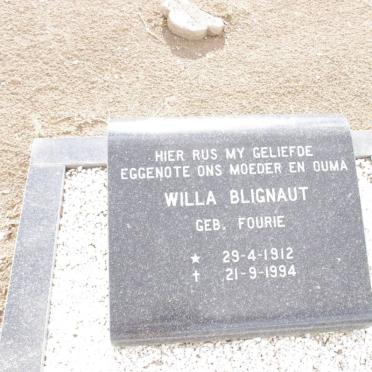 HIER RUS MY GELIEFDE
EGGENOTE ONS MOEDER EN OUMA
WILLA BLIGNAUT
GEB. FOURIE
★ 29-4-1912
✝ 21-9-1994